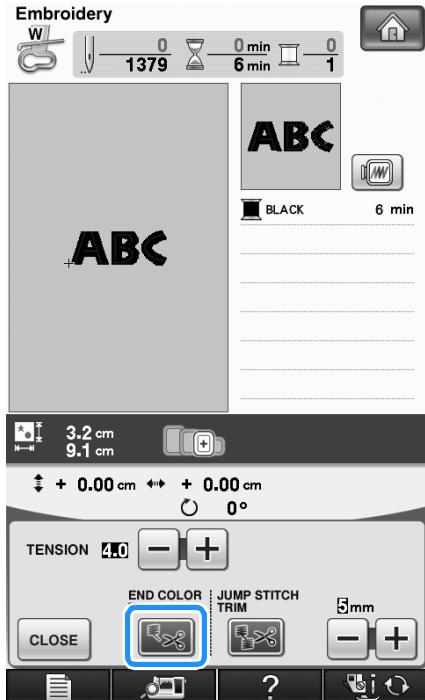 Embroidery
W
0 0 min 0
1379 6 min 1
ABC
BLACK 6 min
ABC
3.2 cm
9.1 cm
+ 0.00 cm + 0.00 cm
0°
TENSION 4.0 - +
END COLOR JUMP STITCH
TRIM
5mm
CLOSE - +
?